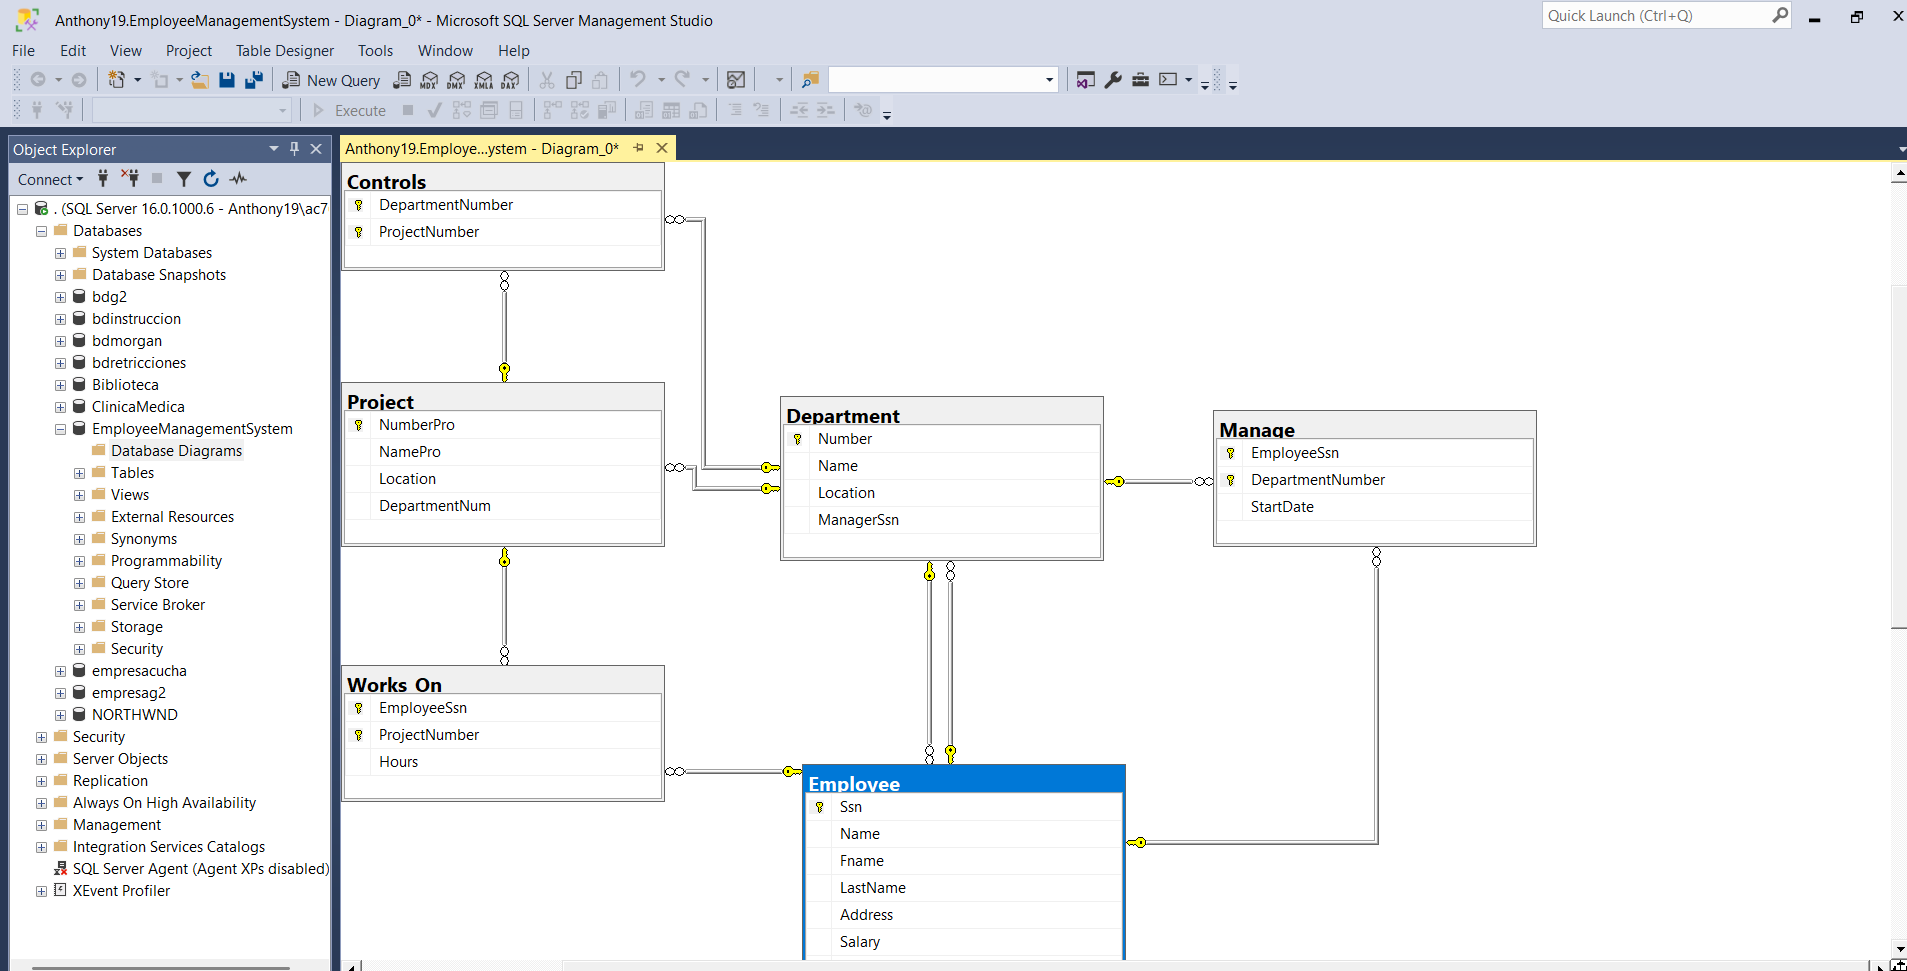 Anthony19.EmployeeManagementSystem - Diagram_0* - Microsoft SQL Server Management Studio
Quick Launch (Ctrl+Q)
File Edit View Project Table Designer Tools Window Help
New Query MDX DMX XMLA DAX
Execute
Object Explorer
Connect
. (SQL Server 16.0.1000.6 - Anthony19\ac7
Databases
System Databases
Database Snapshots
bdg2
bdinstruccion
bdmorgan
bdretricciones
Biblioteca
ClinicaMedica
EmployeeManagementSystem
Database Diagrams
Tables
Views
External Resources
Synonyms
Programmability
Query Store
Service Broker
Storage
Security
empresacucha
empresag2
NORTHWND
Security
Server Objects
Replication
Always On High Availability
Management
Integration Services Catalogs
SQL Server Agent (Agent XPs disabled)
XEvent Profiler
Anthony19.Employe...ystem - Diagram_0*
Controls
DepartmentNumber
ProjectNumber
Project
NumberPro
NamePro
Location
DepartmentNum
Department
Number
Name
Location
ManagerSsn
Manage
EmployeeSsn
DepartmentNumber
StartDate
Works_On
EmployeeSsn
ProjectNumber
Hours
Employee
Ssn
Name
Fname
LastName
Address
Salary